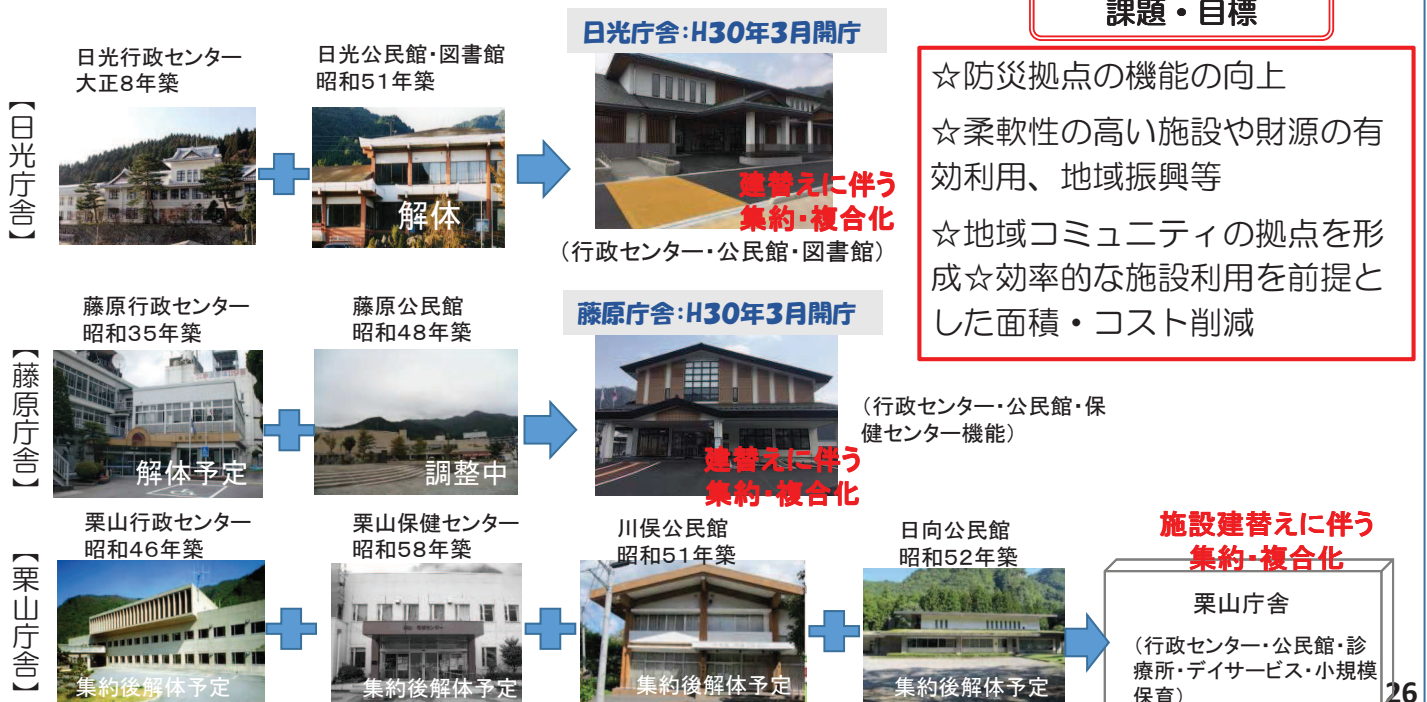 課題・目標
☆防災拠点の機能の向上
☆柔軟性の高い施設や財源の有
効利用、地域振興等
☆地域コミュニティの拠点を形
成☆効率的な施設利用を前提と
した面積・コスト削減
【日光庁舎】
日光行政センター
大正8年築
日光公民館・図書館
昭和51年築
解体
日光庁舎:H30年3月開庁
建替えに伴う
集約・複合化
(行政センター・公民館・図書館)
【藤原庁舎】
藤原行政センター
昭和35年築
解体予定
藤原公民館
昭和48年築
調整中
藤原庁舎:H30年3月開庁
建替えに伴う
集約・複合化
(行政センター・公民館・保
健センター機能)
【栗山庁舎】
栗山行政センター
昭和46年築
集約後解体予定
栗山保健センター
昭和58年築
集約後解体予定
川俣公民館
昭和51年築
集約後解体予定
日向公民館
昭和52年築
集約後解体予定
施設建替えに伴う
集約・複合化
栗山庁舎
(行政センター・公民館・診
療所・デイサービス・小規模
保育)
26